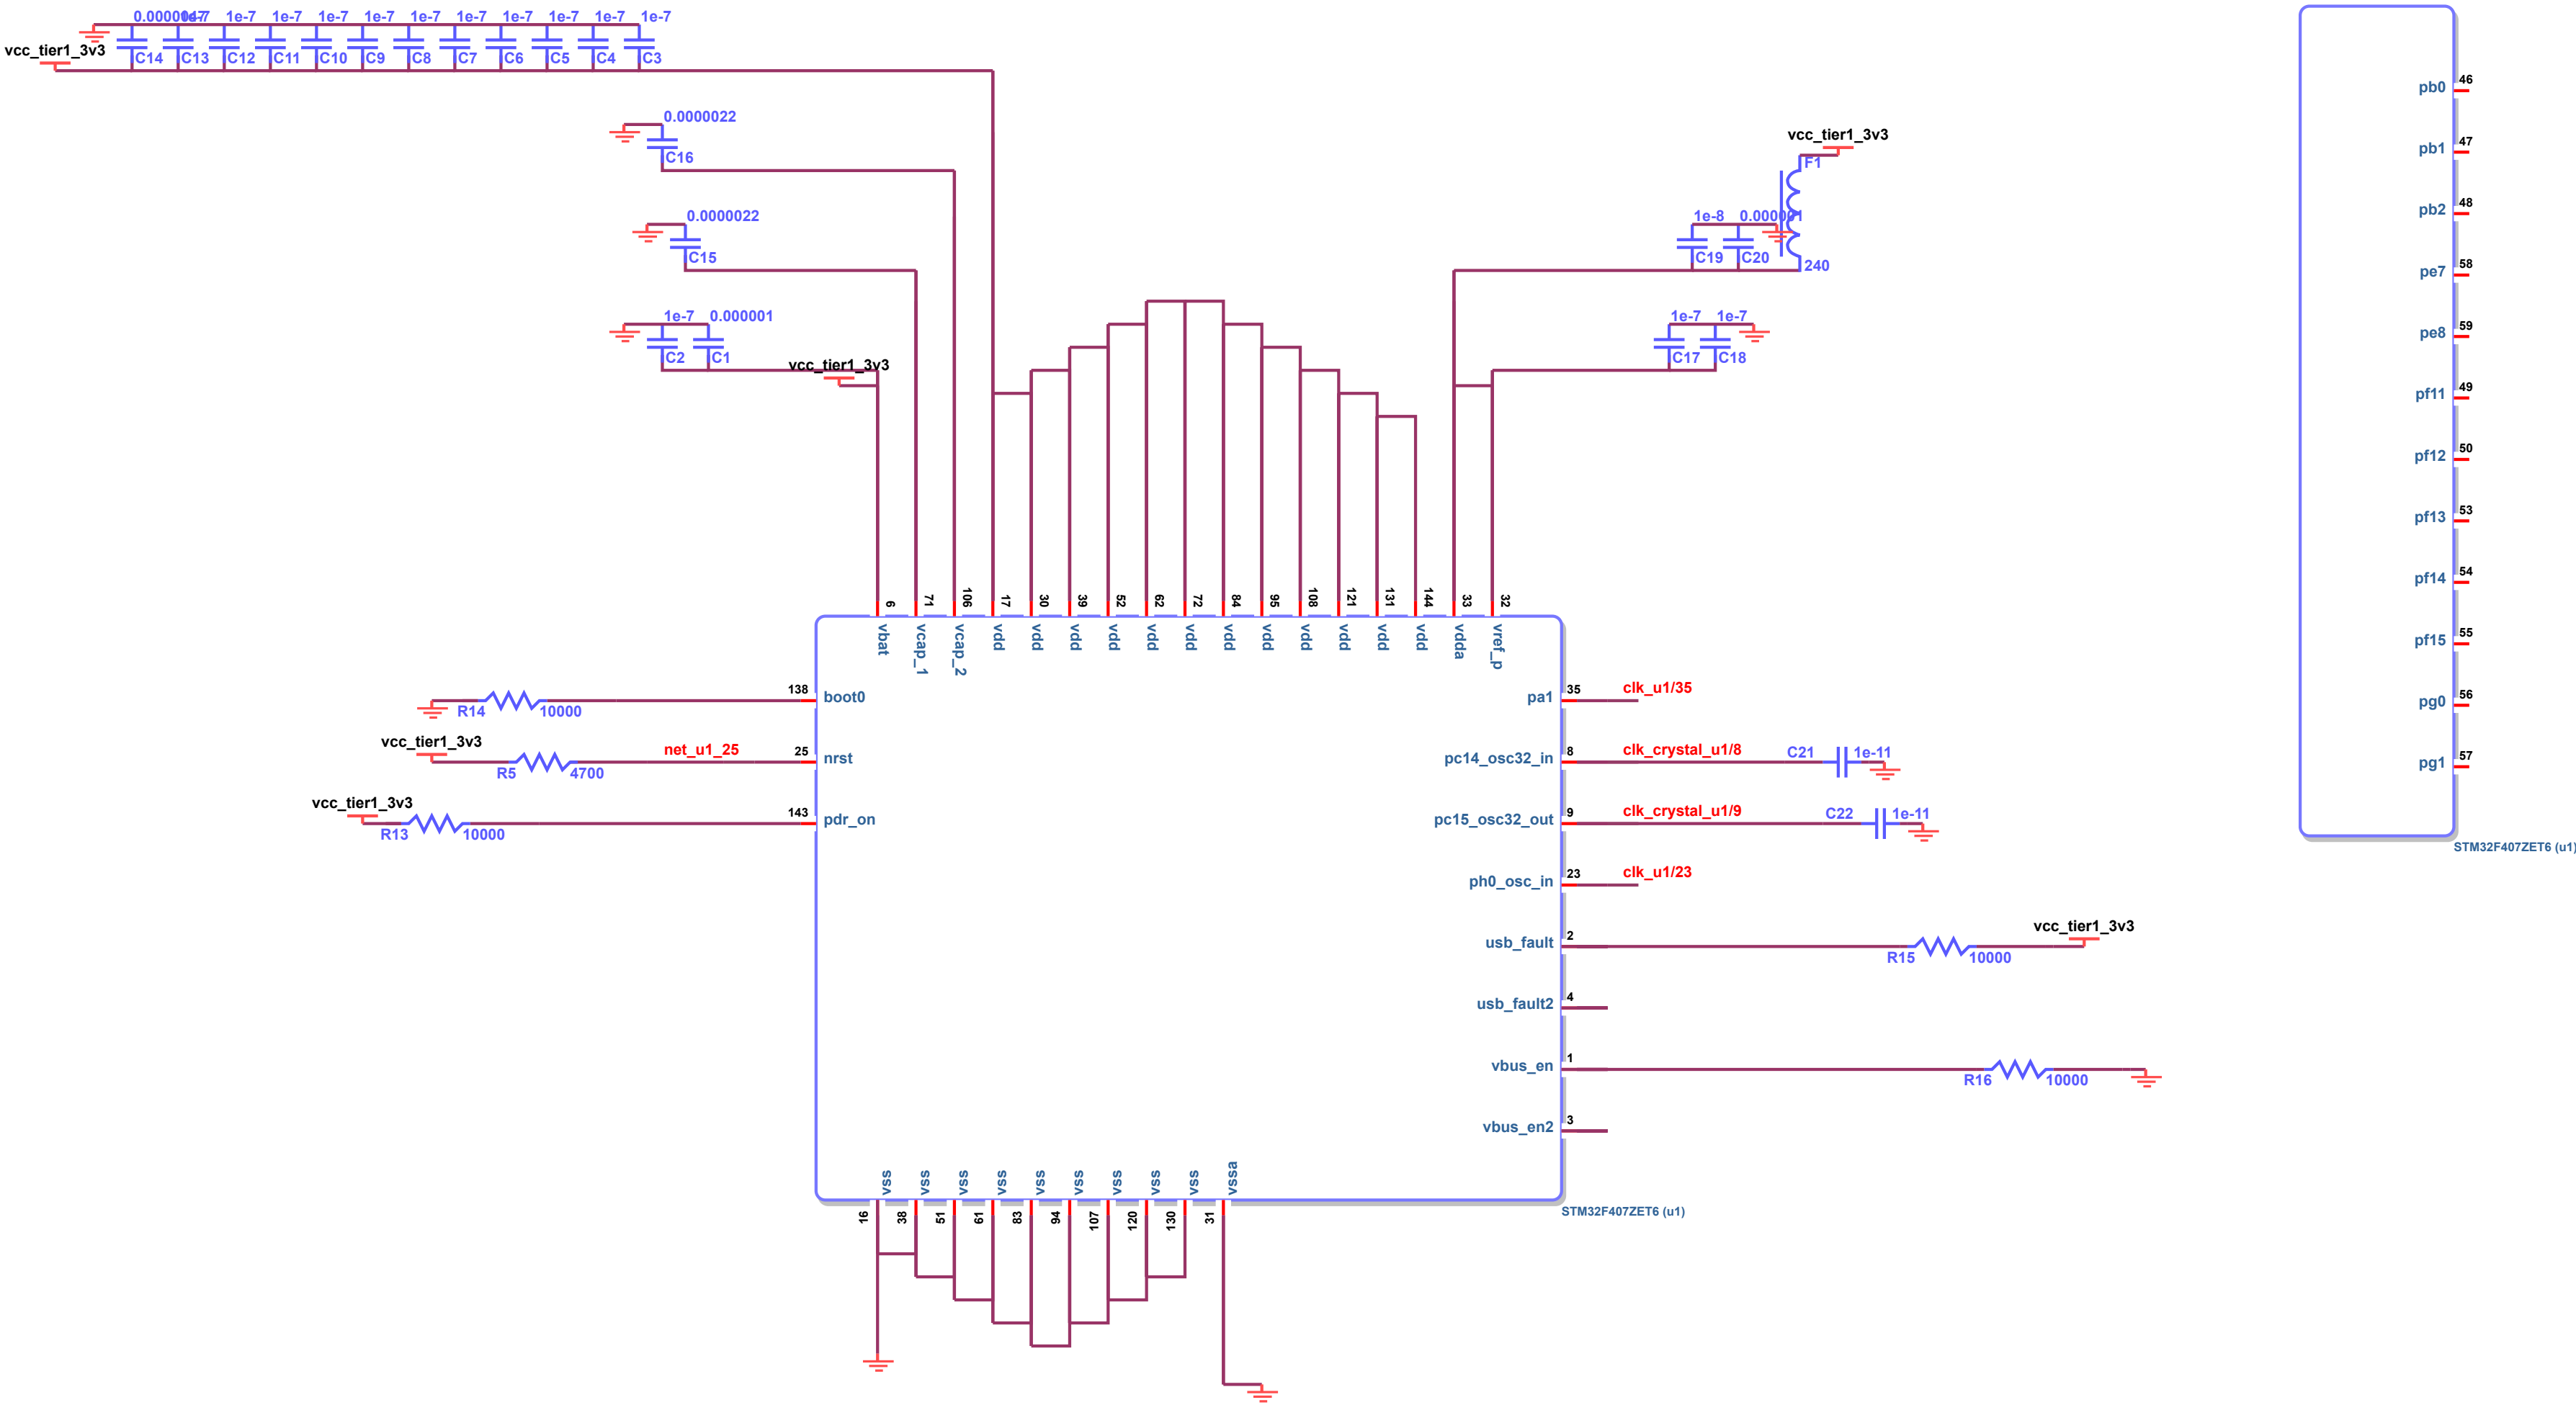 1e-7 1e-7 1e-7 1e-7 1e-7 1e-7 1e-7 1e-7 1e-7 1e-7
vcc_tier1_3v3
C14 C13 C12 C11 C10 C9 C8 C7 C6 C5 C4 C3
0.0000022
C16
0.0000022
C15
1e-7 0.000001
C2 C1
vcc_tier1_3v3
vcc_tier1_3v3
F1
1e-8
C19 C20
240
1e-7 1e-7
C17 C18
6 71 106 17 30 39 52 62 72 84 95 108 121 131 144 33 32
vbat vcap_1 vcap_2 vdd vdd vdd vdd vdd vdd vdd vdd vdd vdd vdd vdd vdda vref_p
138 boot0
R14 10000
vcc_tier1_3v3
net_u1_25
25 nrst
R5 4700
vcc_tier1_3v3
143 pdr_on
R13 10000
pa1 35 clk_u1/35
pc14_osc32_in 8 clk_crystal_u1/8 C21 1e-11
pc15_osc32_out 9 clk_crystal_u1/9 C22 1e-11
ph0_osc_in 23 clk_u1/23
vcc_tier1_3v3
usb_fault 2
R15 10000
usb_fault2 4
vbus_en 1
R16 10000
vbus_en2 3
vss vss vss vss vss vss vss vss vss vssa
16 38 51 61 83 94 107 120 130 31
STM32F407ZET6 (u1)
pb0 46
pb1 47
pb2 48
pe7 58
pe8 59
pf11 49
pf12 50
pf13 53
pf14 54
pf15 55
pg0 56
pg1 57
STM32F407ZET6 (u1)